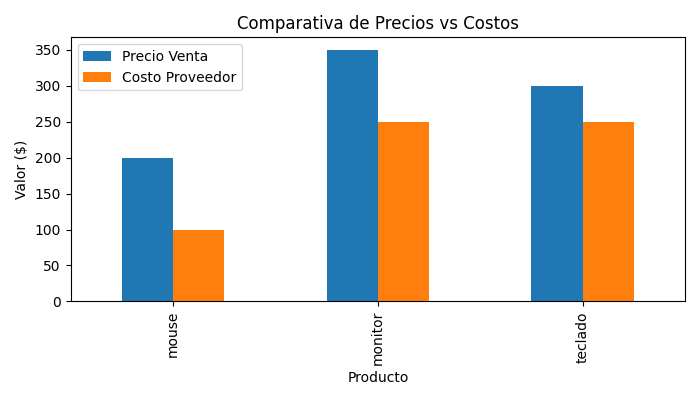 Comparativa de Precios vs Costos
Precio Venta
Costo Proveedor
Valor ($)
350
300
250
200
150
100
50
0
mouse
monitor
teclado
Producto